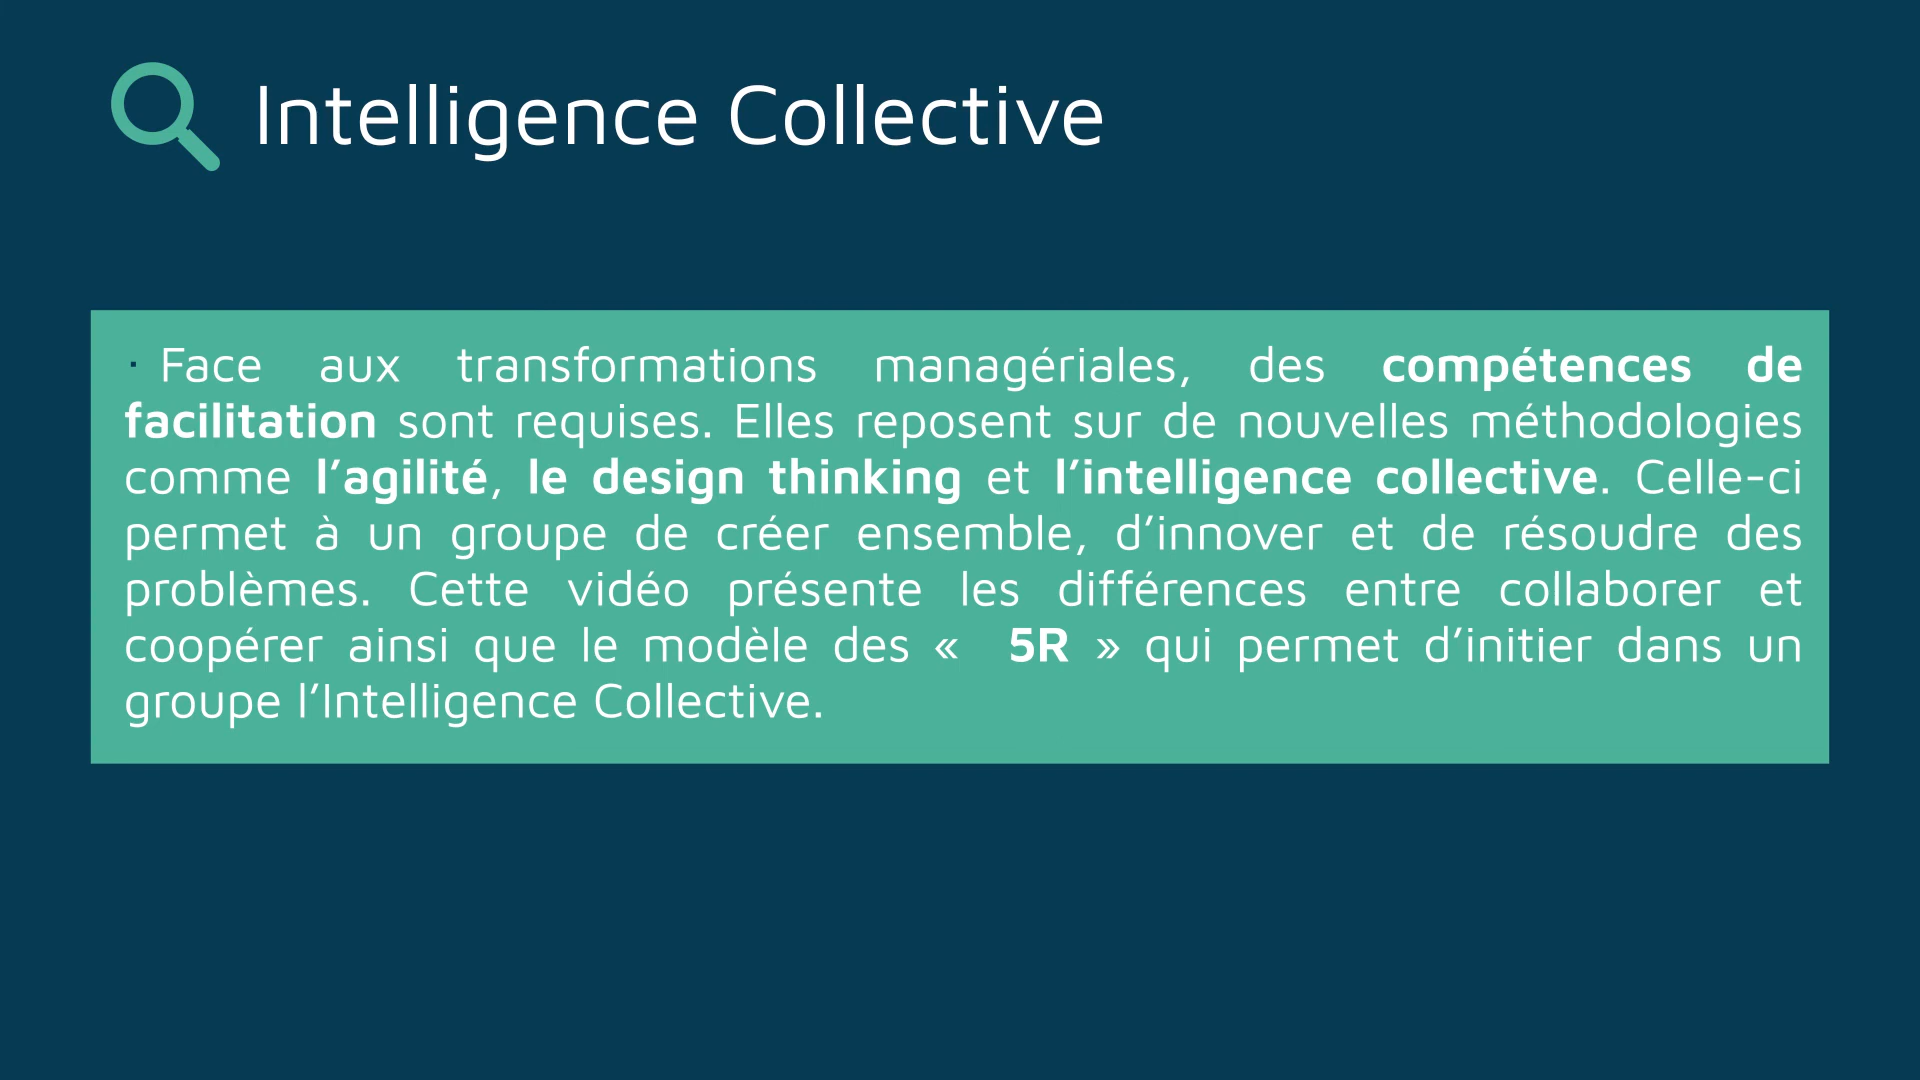 Intelligence Collective
· Face aux transformations managériales, des compétences de
facilitation sont requises. Elles reposent sur de nouvelles méthodologies
comme l’agilité, le design thinking et l’intelligence collective. Celle-ci
permet à un groupe de créer ensemble, d’innover et de résoudre des
problèmes. Cette vidéo présente les différences entre collaborer et
coopérer ainsi que le modèle des « 5R » qui permet d’initier dans un
groupe l’Intelligence Collective.